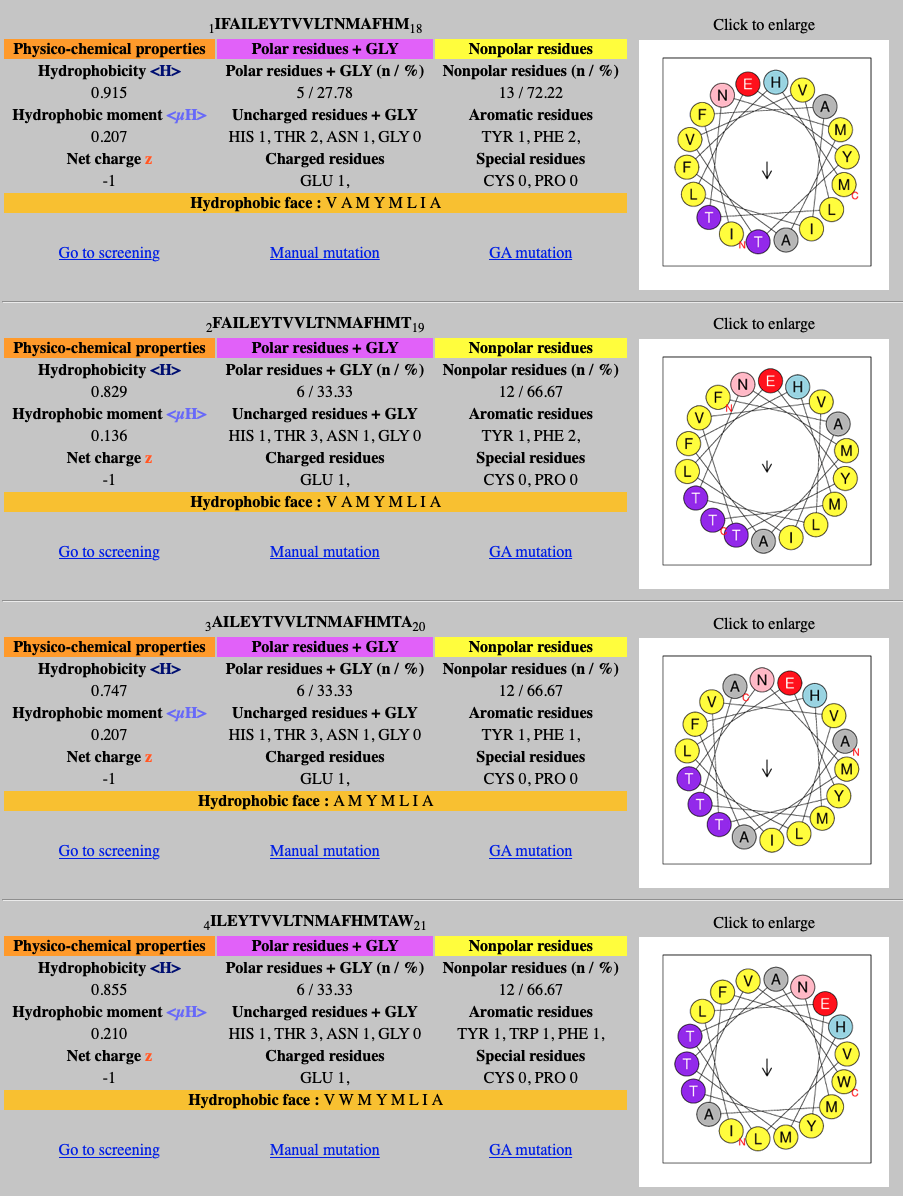 1IFAILEYTVVLTNMAFHM18
Click to enlarge
Physico-chemical properties Polar residues + GLY Nonpolar residues
Hydrophobicity <H> Polar residues + GLY (n / %) Nonpolar residues (n / %)
0.915 5 / 27.78 13 / 72.22
Hydrophobic moment <μH> Uncharged residues + GLY Aromatic residues
0.207 HIS 1, THR 2, ASN 1, GLY 0 TYR 1, PHE 2,
Net charge z Charged residues Special residues
-1 GLU 1, CYS 0, PRO 0
Hydrophobic face : V A M Y M L I A
Go to screening Manual mutation GA mutation
E H V A M Y M C L I A T N I T L F V F N
2FAILEYTVVLTNMAFHMT19
Click to enlarge
Physico-chemical properties Polar residues + GLY Nonpolar residues
Hydrophobicity <H> Polar residues + GLY (n / %) Nonpolar residues (n / %)
0.829 6 / 33.33 12 / 66.67
Hydrophobic moment <μH> Uncharged residues + GLY Aromatic residues
0.136 HIS 1, THR 3, ASN 1, GLY 0 TYR 1, PHE 2,
Net charge z Charged residues Special residues
-1 GLU 1, CYS 0, PRO 0
Hydrophobic face : V A M Y M L I A
Go to screening Manual mutation GA mutation
E H V A M Y M L I A T C T T L F V F N N
3AILEYTVVLTNMAFHMTA20
Click to enlarge
Physico-chemical properties Polar residues + GLY Nonpolar residues
Hydrophobicity <H> Polar residues + GLY (n / %) Nonpolar residues (n / %)
0.747 6 / 33.33 12 / 66.67
Hydrophobic moment <μH> Uncharged residues + GLY Aromatic residues
0.207 HIS 1, THR 3, ASN 1, GLY 0 TYR 1, PHE 1,
Net charge z Charged residues Special residues
-1 GLU 1, CYS 0, PRO 0
Hydrophobic face : A M Y M L I A
Go to screening Manual mutation GA mutation
N E H V A N M Y M L I A T T T L F V A C
4ILEYTVVLTNMAFHMTAW21
Click to enlarge
Physico-chemical properties Polar residues + GLY Nonpolar residues
Hydrophobicity <H> Polar residues + GLY (n / %) Nonpolar residues (n / %)
0.855 6 / 33.33 12 / 66.67
Hydrophobic moment <μH> Uncharged residues + GLY Aromatic residues
0.210 HIS 1, THR 3, ASN 1, GLY 0 TYR 1, TRP 1, PHE 1,
Net charge z Charged residues Special residues
-1 GLU 1, CYS 0, PRO 0
Hydrophobic face : V W M Y M L I A
Go to screening Manual mutation GA mutation
A N E H V W C M Y M L N I A T T T L F V